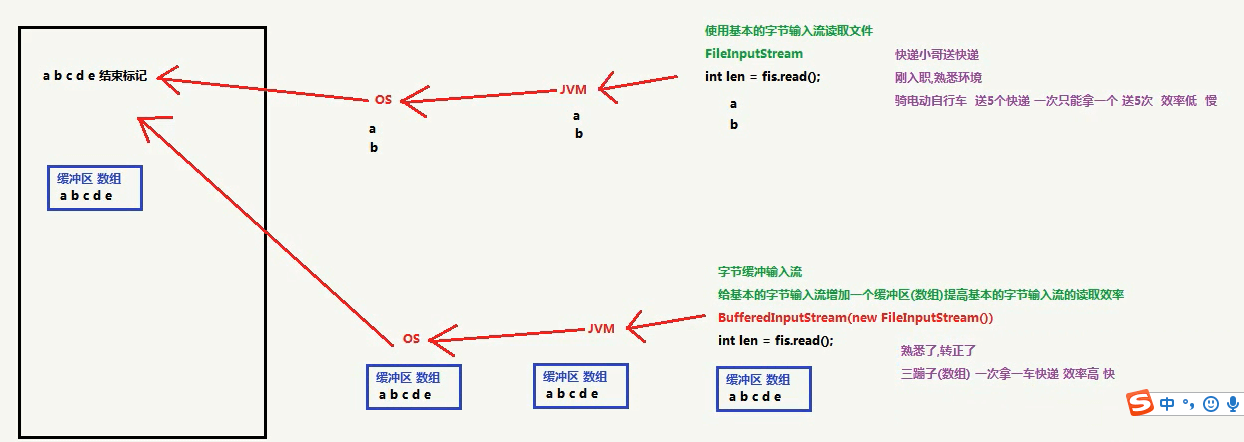 使用基本的字节输入流读取文件
FileInputStream
int len = fis.read();
a
b
快递小哥送快递
刚入职,熟悉环境
骑电动自行车 送5个快递 一次只能拿一个 送5次 效率低 慢
JVM
a
b
OS
a
b
a b c d e 结束标记
缓冲区 数组
a b c d e
字节缓冲输入流
给基本的字节输入流增加一个缓冲区(数组)提高基本的字节输入流的读取效率
BufferedInputStream(new FileInputStream())
int len = fis.read();
缓冲区 数组
a b c d e
熟悉了,转正了
三蹦子(数组) 一次拿一车快递 效率高 快
JVM
缓冲区 数组
a b c d e
OS
缓冲区 数组
a b c d e
S 中